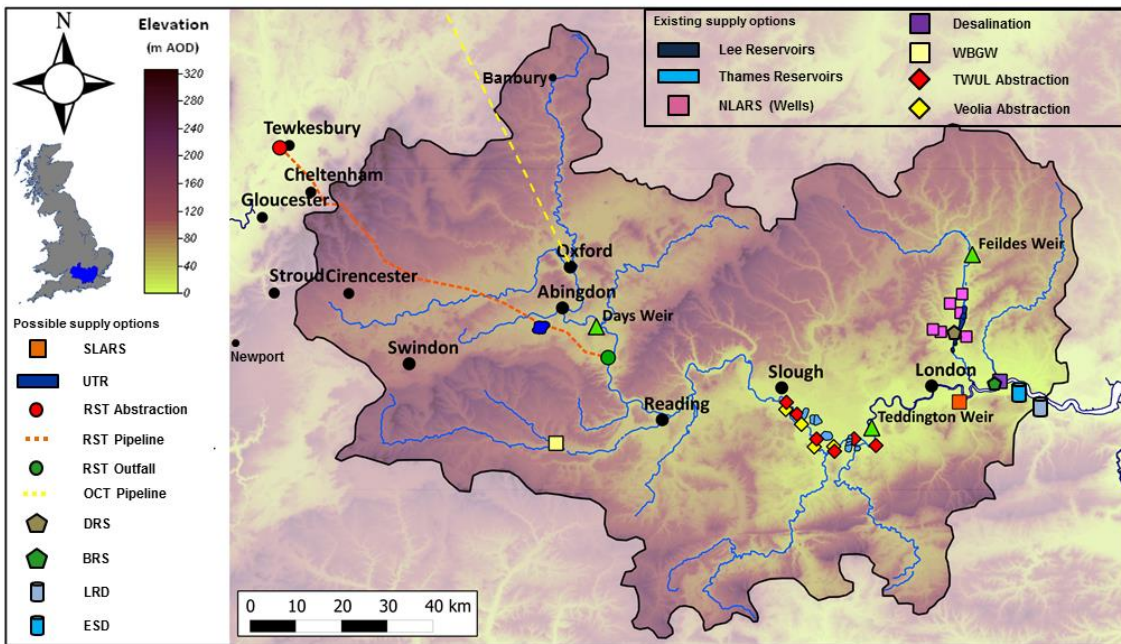 N
Elevation
(m AOD)
320
280
240
200
160
120
80
40
0
Possible supply options
SLARS
UTR
RST Abstraction
RST Pipeline
RST Outfall
OCT Pipeline
DRS
BRS
LRD
ESD
Existing supply options
Lee Reservoirs
Thames Reservoirs
NLARS (Wells)
Desalination
WBGW
TWUL Abstraction
Veolia Abstraction
Banbury
Tewkesbury
Cheltenham
Gloucester
Oxford
Feildes Weir
Stroud
Cirencester
Abingdon
Days Weir
Newport
Swindon
Slough
London
Reading
Teddington Weir
0 10 20 30 40 km